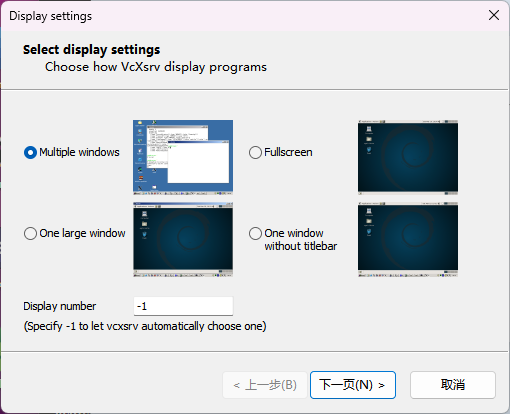 Display settings
Select display settings
Choose how VcXsrv display programs
Multiple windows
Fullscreen
One large window
One window
without titlebar
Display number
-1
(Specify -1 to let vcxsrv automatically choose one)
< 上一步(B)
下一页(N) >
取消